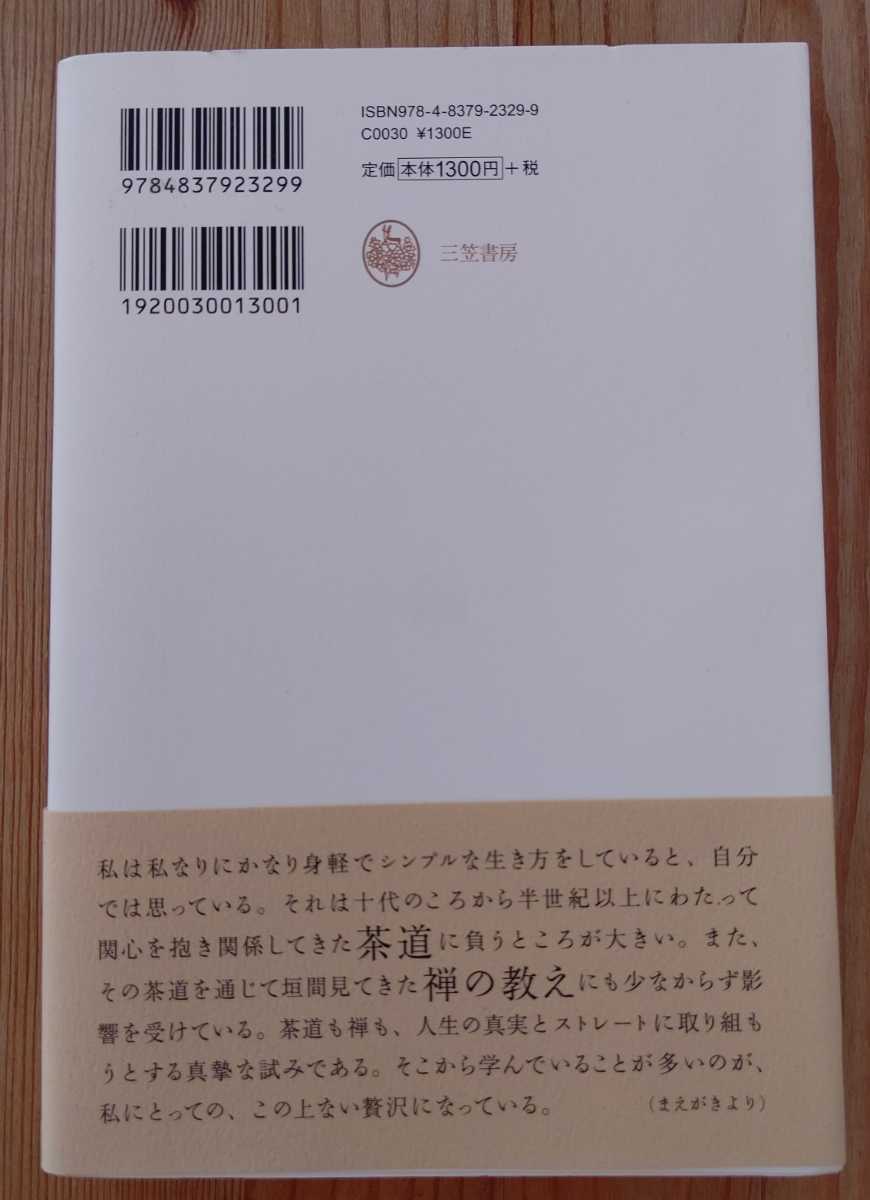 ISBN978-4-8379-2329-9
C0030 ¥1300E
定価 本体1300円 +税
9784837923299
三笠書房
1920030013001
私は私なりにかなり身軽でシンプルな生き方をしていると、自分
では思っている。それは十代のころから半世紀以上にわたって
関心を抱き関係してきた茶道に負うところが大きい。また、
その茶道を通じて垣間見てきた禅の教えにも少なからず影
響を受けている。茶道も禅も、人生の真実とストレートに取り組も
うとする真摯な試みである。そこから学んでいることが多いのが、
私にとっての、この上ない贅沢になっている。 (まえがきより)